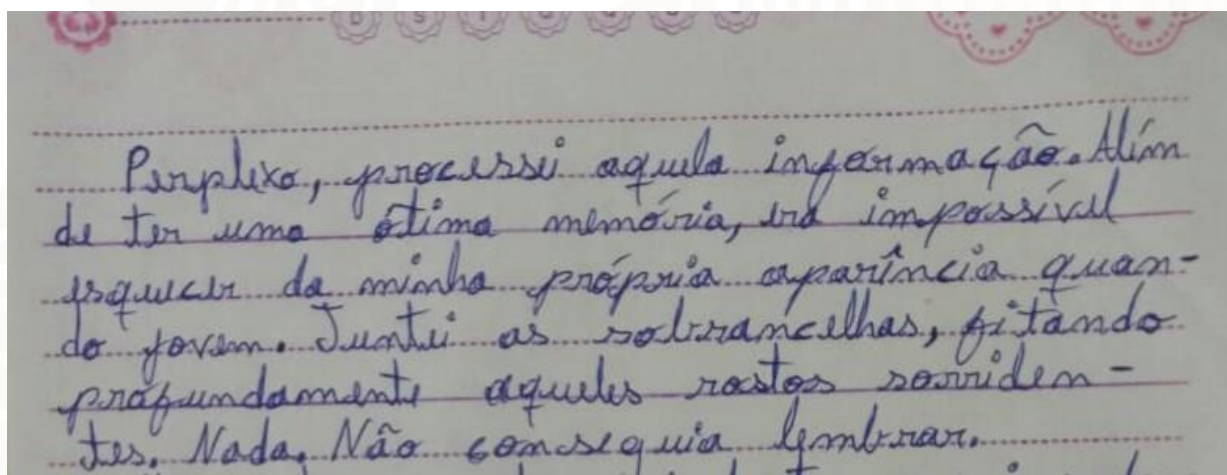 Perplexo, processei aquela informação. Além
de ter uma ótima memória, era impossível
esquecer da minha própria aparência quan-
do jovem. Juntei as sobrancelhas, fitando
profundamente aqueles rostos sorriden-
tes. Nada. Não conseguia lembrar.